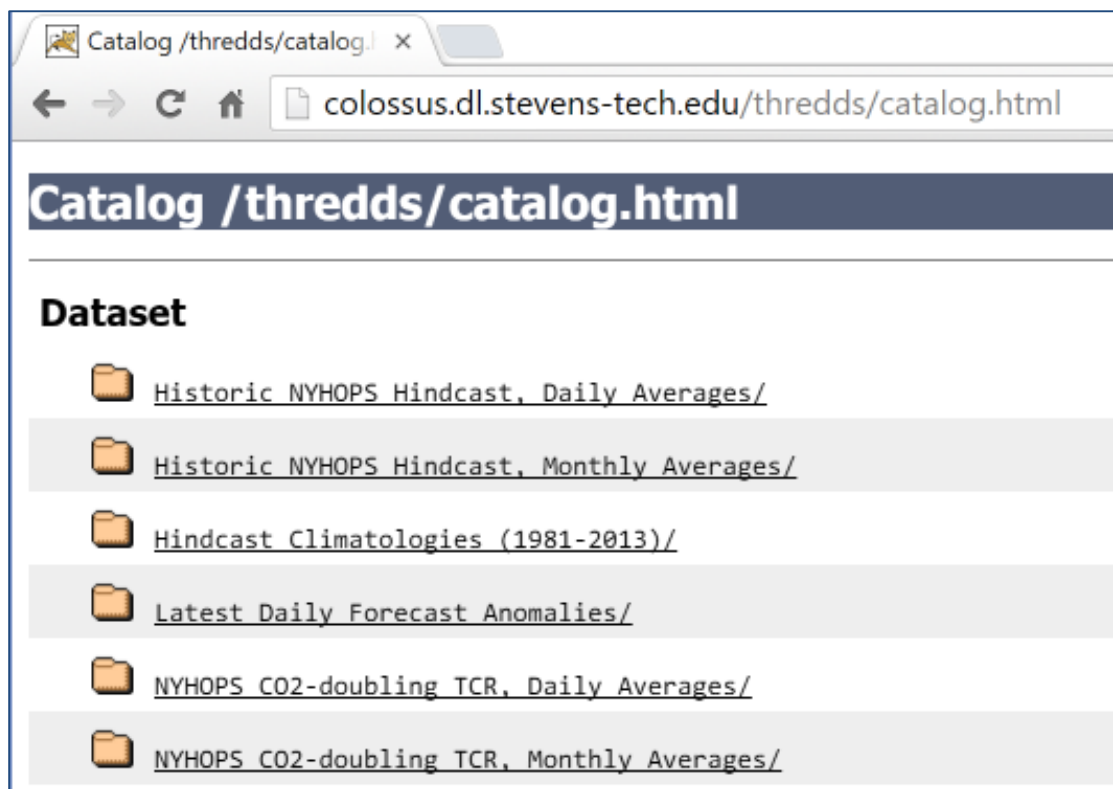 Catalog /thredds/catalog.
colossus.dl.stevens-tech.edu/thredds/catalog.html
Catalog /thredds/catalog.html
Dataset
Historic NYHOPS Hindcast, Daily Averages/
Historic NYHOPS Hindcast, Monthly Averages/
Hindcast Climatologies (1981-2013)/
Latest Daily Forecast Anomalies/
NYHOPS CO2-doubling TCR, Daily Averages/
NYHOPS CO2-doubling TCR, Monthly Averages/